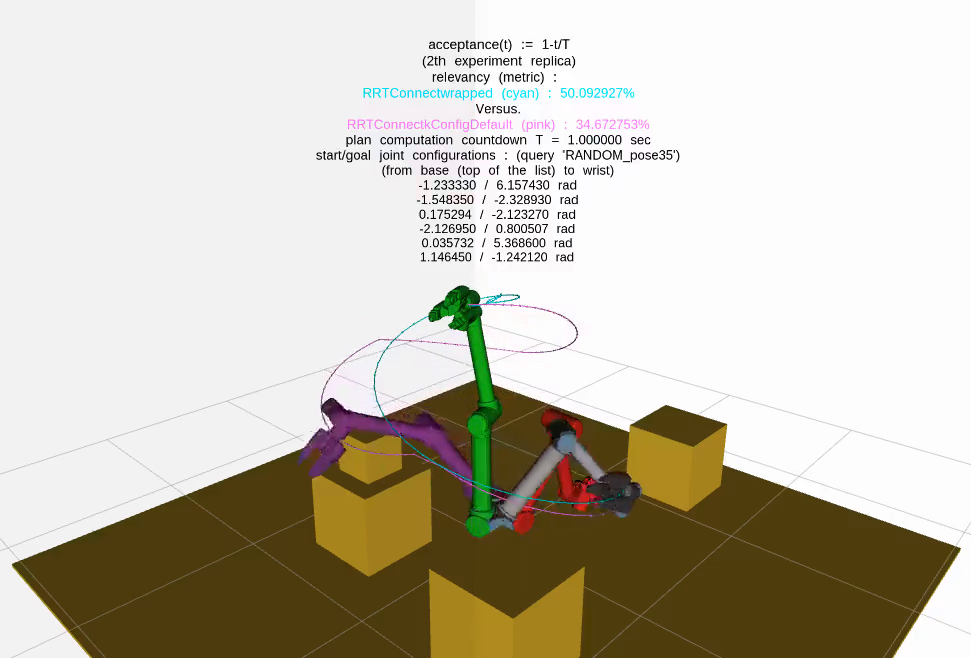 acceptance(t) := 1-t/T
(2th experiment replica)
relevancy (metric) :
RRTConnectwrapped (cyan) : 50.092927%
Versus.
RRTConnectkConfigDefault (pink) : 34.672753%
plan computation countdown T = 1.000000 sec
start/goal joint configurations : (query 'RANDOM_pose35')
(from base (top of the list) to wrist)
-1.233330 / 6.157430 rad
-1.548350 / -2.328930 rad
0.175294 / -2.123270 rad
-2.126950 / 0.800507 rad
0.035732 / 5.368600 rad
1.146450 / -1.242120 rad